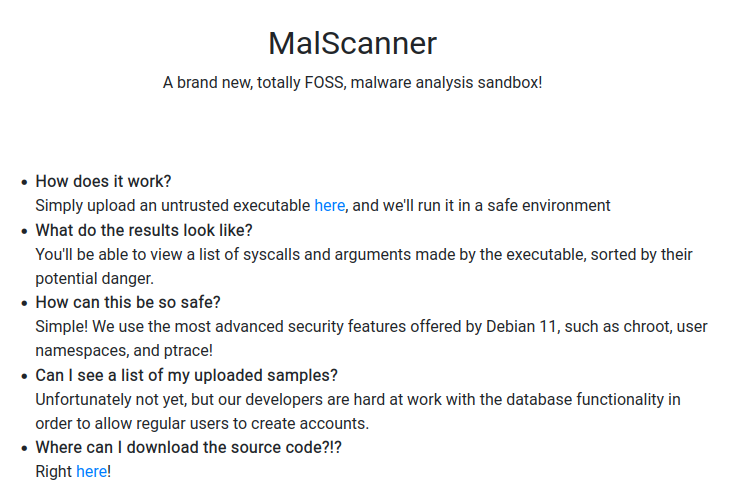 MalScanner
A brand new, totally FOSS, malware analysis sandbox!
• How does it work?
Simply upload an untrusted executable here, and we'll run it in a safe environment
• What do the results look like?
You'll be able to view a list of syscalls and arguments made by the executable, sorted by their
potential danger.
• How can this be so safe?
Simple! We use the most advanced security features offered by Debian 11, such as chroot, user
namespaces, and ptrace!
• Can I see a list of my uploaded samples?
Unfortunately not yet, but our developers are hard at work with the database functionality in
order to allow regular users to create accounts.
• Where can I download the source code?!?
Right here!